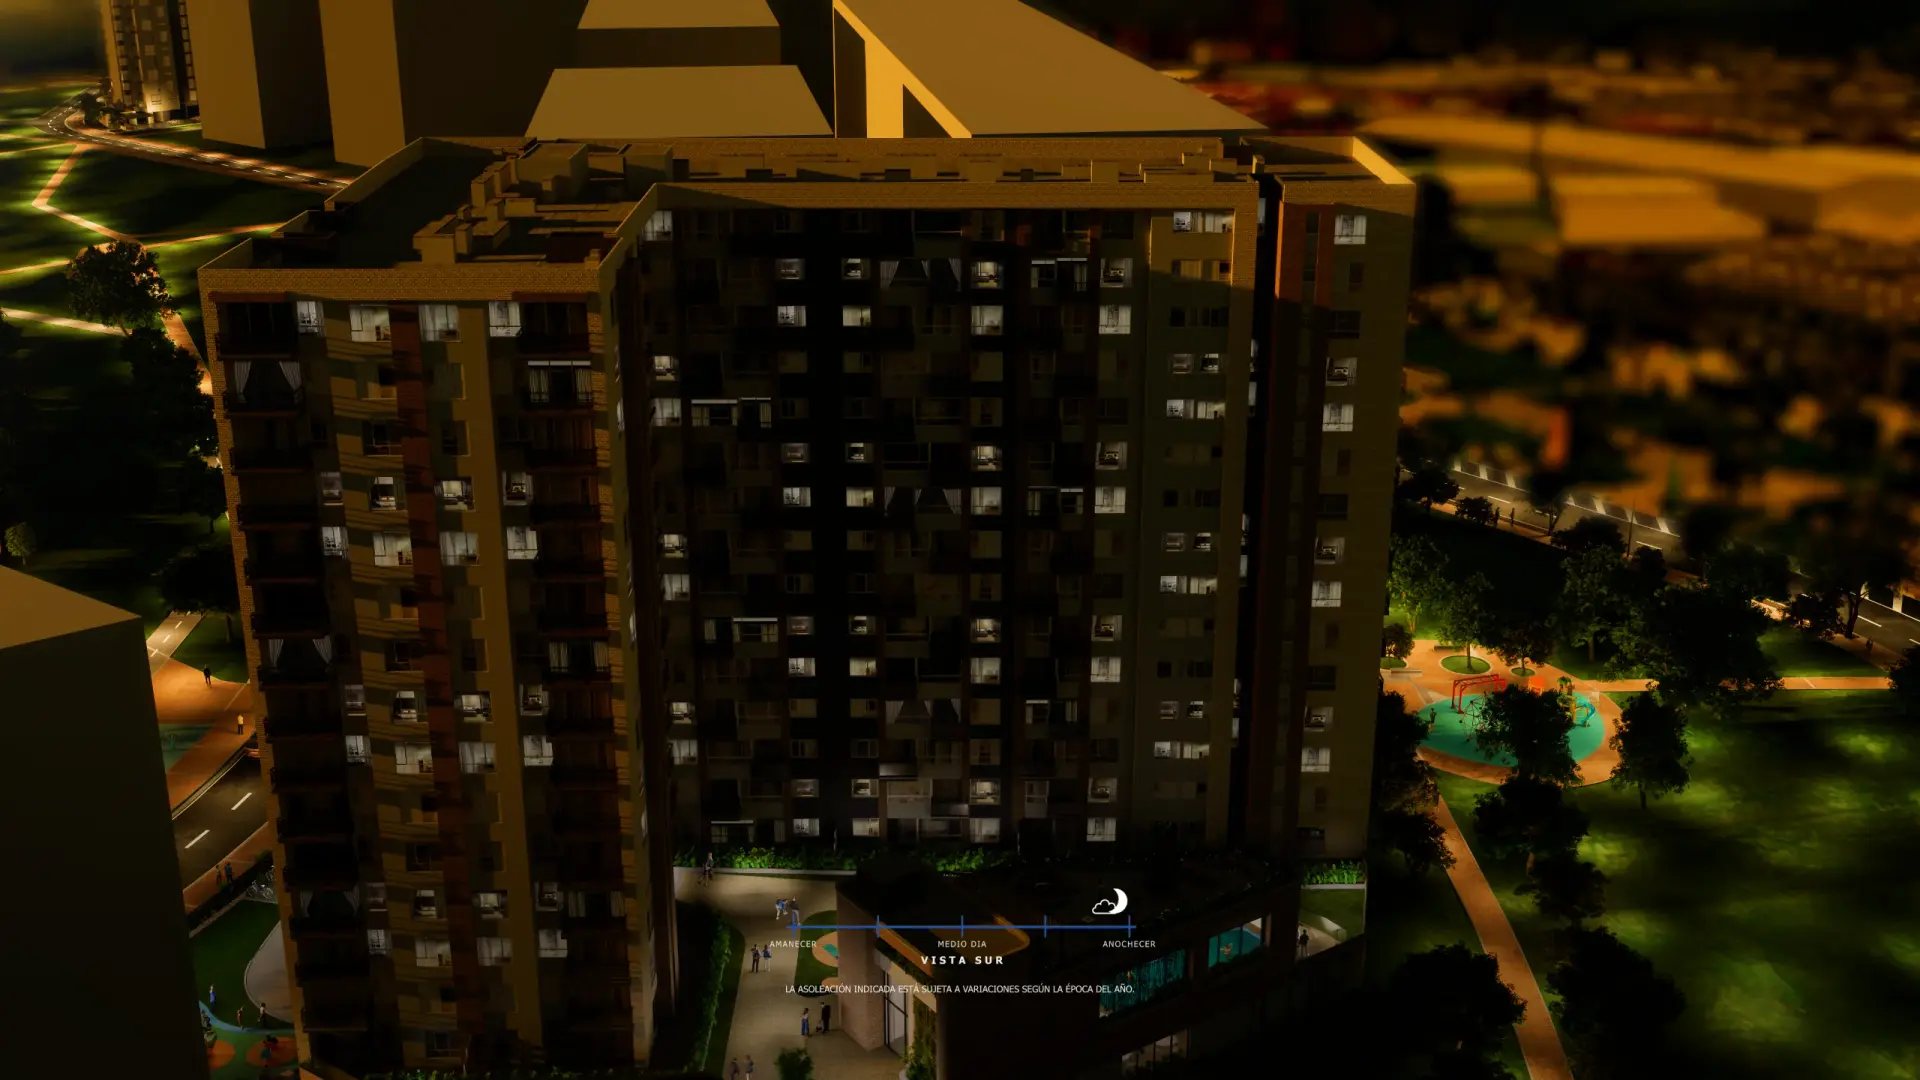 AMANECER MEDIO DIA ANOCHECER
VISTA SUR
LA ASOLEACIÓN INDICADA ESTÁ SUJETA A VARIACIONES SEGÚN LA ÉPOCA DEL AÑO.